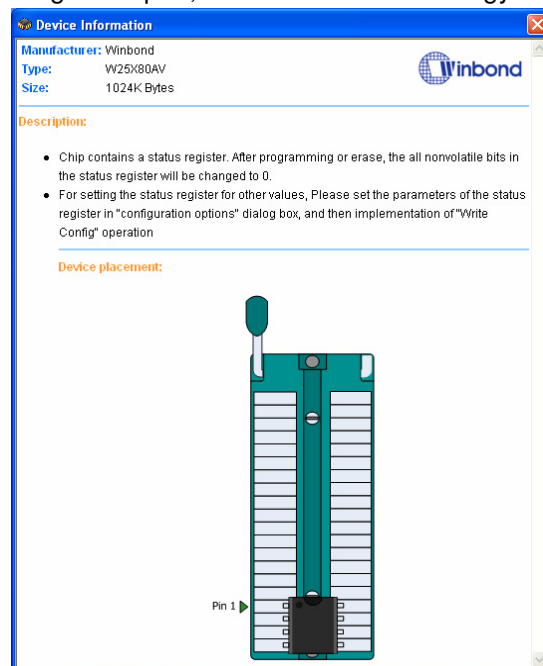 Device Information
Manufacturer: Winbond
Winbond
Type: W25X80AV
Size: 1024K Bytes
Description:
• Chip contains a status register. After programming or erase, the all nonvolatile bits in
the status register will be changed to 0.
• For setting the status register for other values, Please set the parameters of the status
register in "configuration options" dialog box, and then implementation of "Write
Config" operation
Device placement:
Pin 1